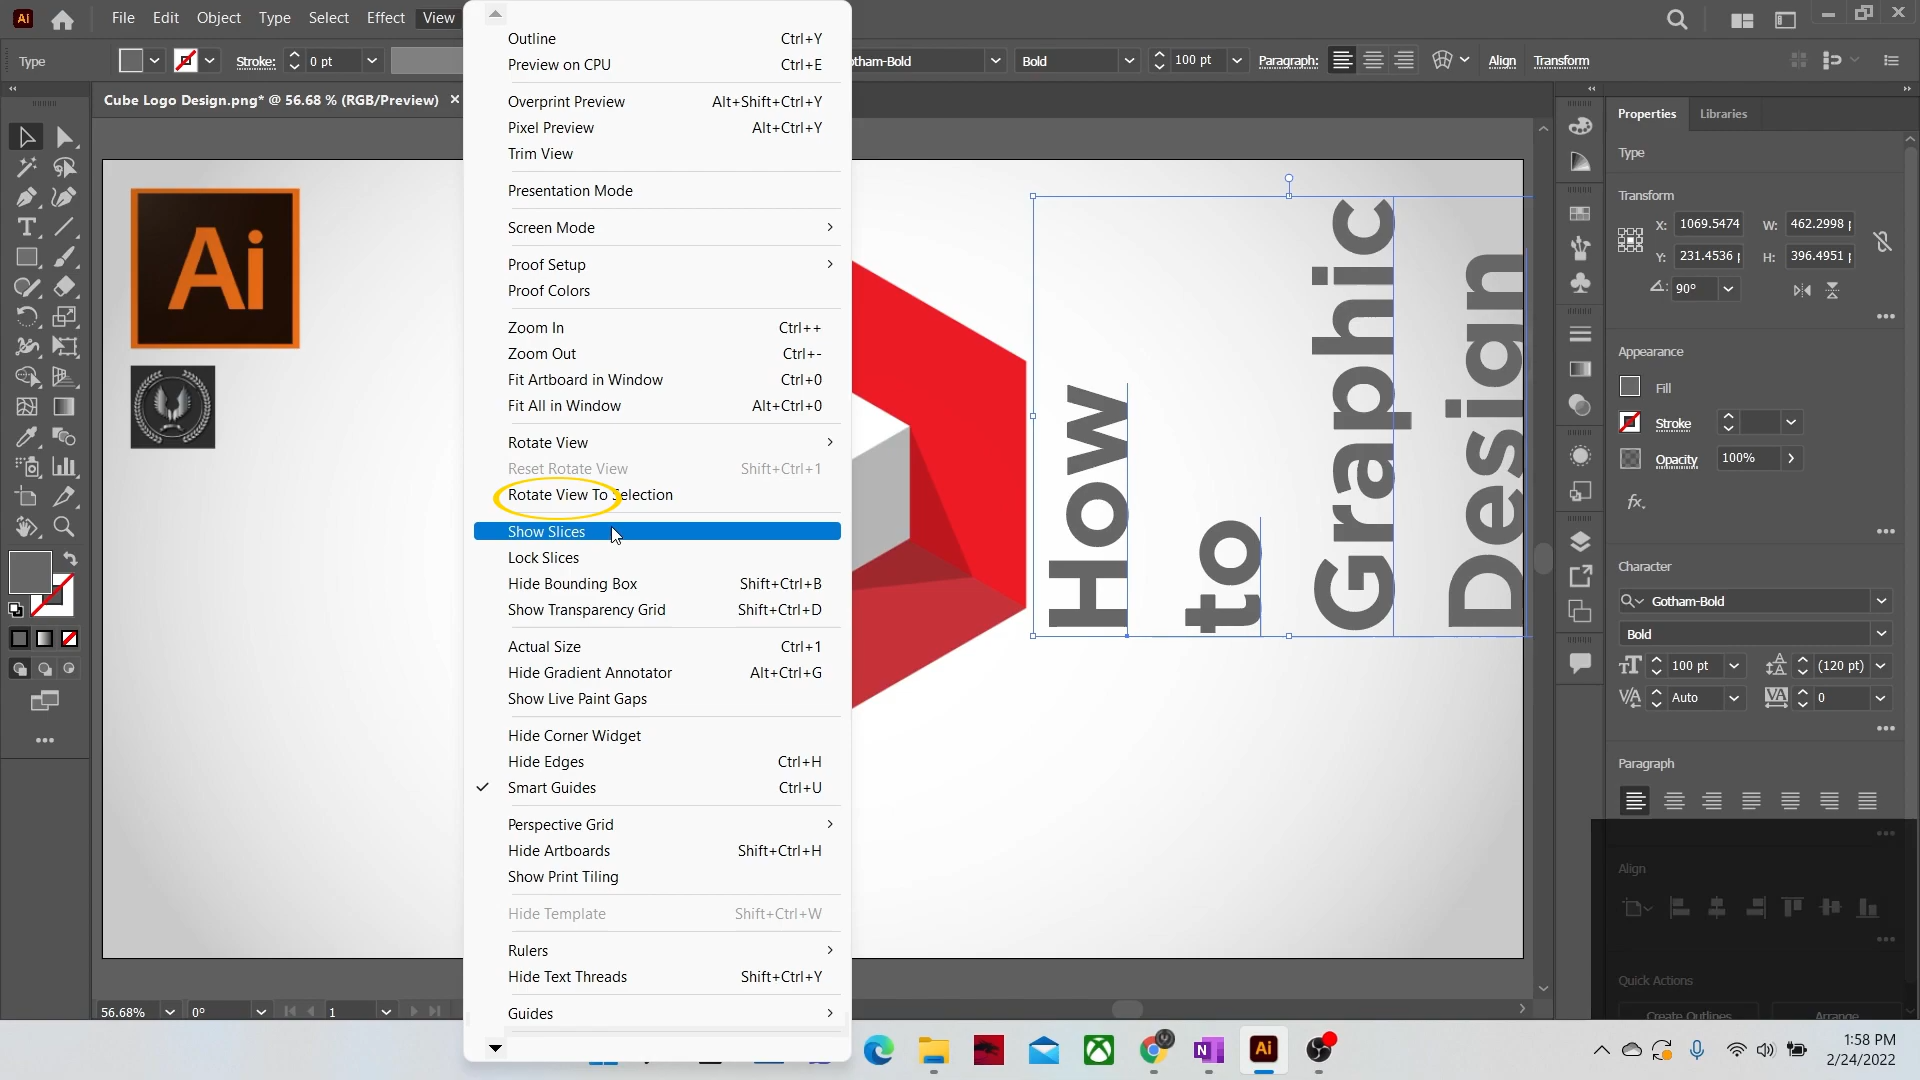 Ai File Edit Object Type Select Effect View
Type Stroke: 0 pt otham-Bold Bold 100 pt Paragraph: Align Transform
Cube Logo Design.png* @ 56.68 % (RGB/Preview)
Outline Ctrl+Y
Preview on CPU Ctrl+E
Overprint Preview Alt+Shift+Ctrl+Y
Pixel Preview Alt+Ctrl+Y
Trim View
Presentation Mode
Screen Mode
Proof Setup
Proof Colors
Zoom In Ctrl++
Zoom Out Ctrl+-
Fit Artboard in Window Ctrl+0
Fit All in Window Alt+Ctrl+0
Rotate View
Reset Rotate View Shift+Ctrl+1
Rotate View To Selection
Show Slices
Lock Slices
Hide Bounding Box Shift+Ctrl+B
Show Transparency Grid Shift+Ctrl+D
Actual Size Ctrl+1
Hide Gradient Annotator Alt+Ctrl+G
Show Live Paint Gaps
Hide Corner Widget
Hide Edges Ctrl+H
Smart Guides Ctrl+U
Perspective Grid
Hide Artboards Shift+Ctrl+H
Show Print Tiling
Hide Template Shift+Ctrl+W
Rulers
Hide Text Threads Shift+Ctrl+Y
Guides
Ai
How
to
Graphic
Design
Properties Libraries
Type
Transform
X: 1069.5474 W: 462.2998
Y: 231.4536 H: 396.4951
90°
Appearance
Fill
Stroke
Opacity 100%
fx.
Character
Gotham-Bold
Bold
100 pt (120 pt)
Auto 0
Paragraph
Align
Quick Actions
Create Outlines Arrange
56.68% 0° 1
Ai
1:58 PM
2/24/2022